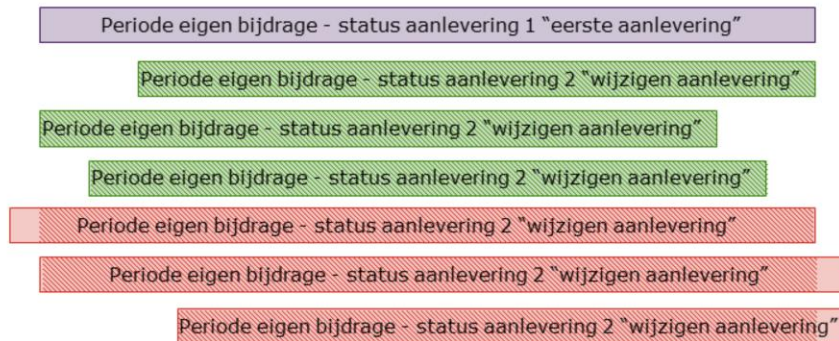 Periode eigen bijdrage - status aanlevering 1 “eerste aanlevering”
Periode eigen bijdrage - status aanlevering 2 “wijzigen aanlevering”
Periode eigen bijdrage - status aanlevering 2 “wijzigen aanlevering”
Periode eigen bijdrage - status aanlevering 2 “wijzigen aanlevering”
Periode eigen bijdrage - status aanlevering 2 “wijzigen aanlevering”
Periode eigen bijdrage - status aanlevering 2 “wijzigen aanlevering”
Periode eigen bijdrage - status aanlevering 2 “wijzigen aanlevering”